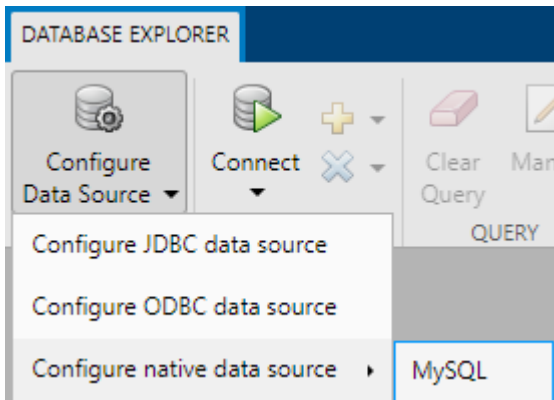 DATABASE EXPLORER
Configure
Data Source
Connect
Clear
Query
QUERY
Configure JDBC data source
Configure ODBC data source
Configure native data source
MySQL